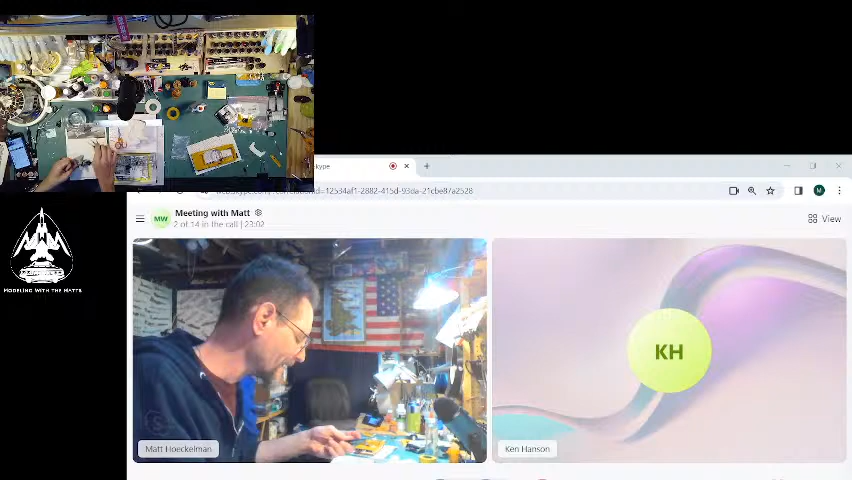 Meeting with Matt
MW
2 of 14 in the call | 23:02
View
MODELING WITH THE MATTS
KH
Matt Hoeckelman
Ken Hanson